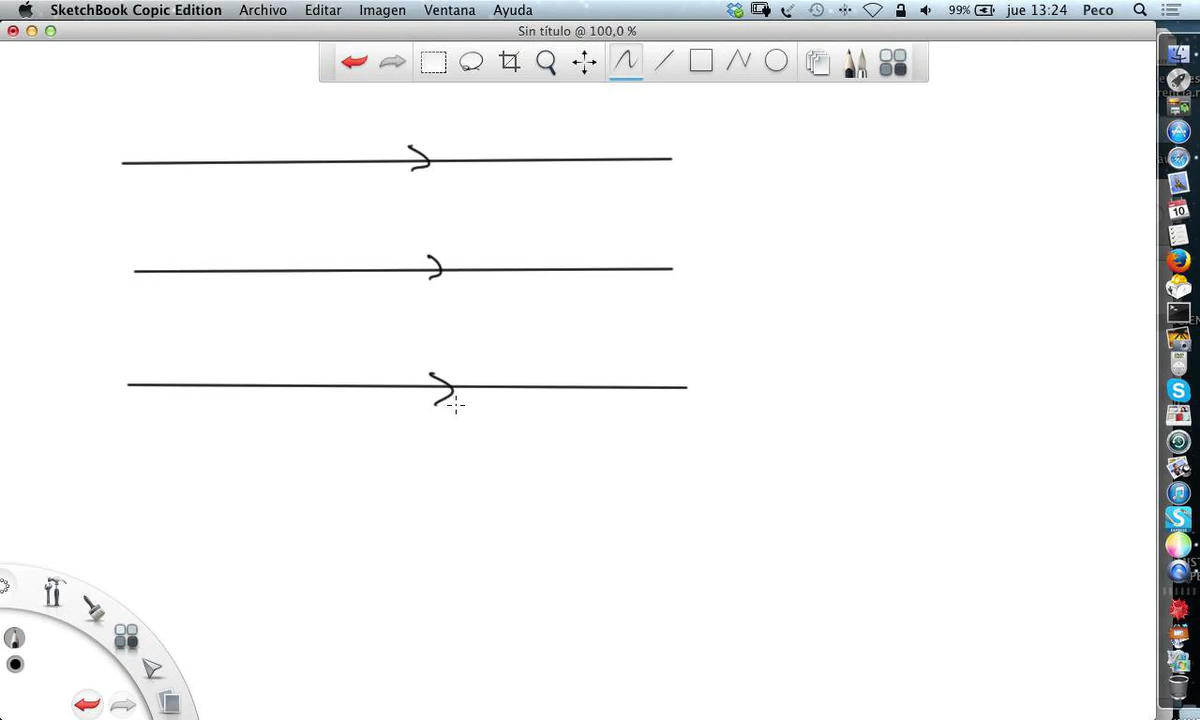 SketchBook Copic Edition Archivo Editar Imagen Ventana Ayuda 99% jue 13:24 Peco
Sin título @ 100,0 %
10